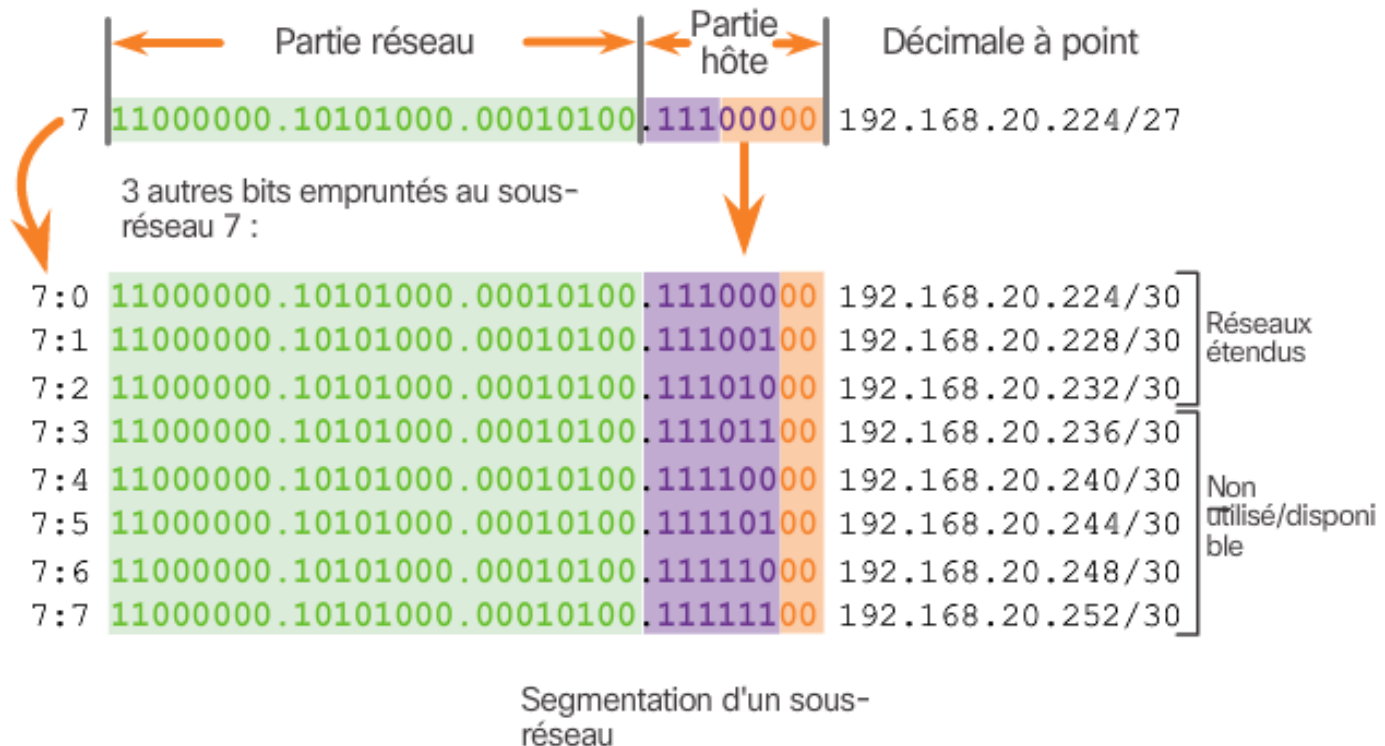 Partie réseau
Partie
hôte
Décimale à point
7 11000000.10101000.00010100.11100000 192.168.20.224/27
3 autres bits empruntés au sous-
réseau 7 :
7:0 11000000.10101000.00010100.11100000 192.168.20.224/30
7:1 11000000.10101000.00010100.11100100 192.168.20.228/30
7:2 11000000.10101000.00010100.11101000 192.168.20.232/30
Réseaux
étendus
7:3 11000000.10101000.00010100.11101100 192.168.20.236/30
7:4 11000000.10101000.00010100.11110000 192.168.20.240/30
7:5 11000000.10101000.00010100.11110100 192.168.20.244/30
7:6 11000000.10101000.00010100.11111000 192.168.20.248/30
7:7 11000000.10101000.00010100.11111100 192.168.20.252/30
Non
utilisé/disponi
ble
Segmentation d'un sous-
réseau